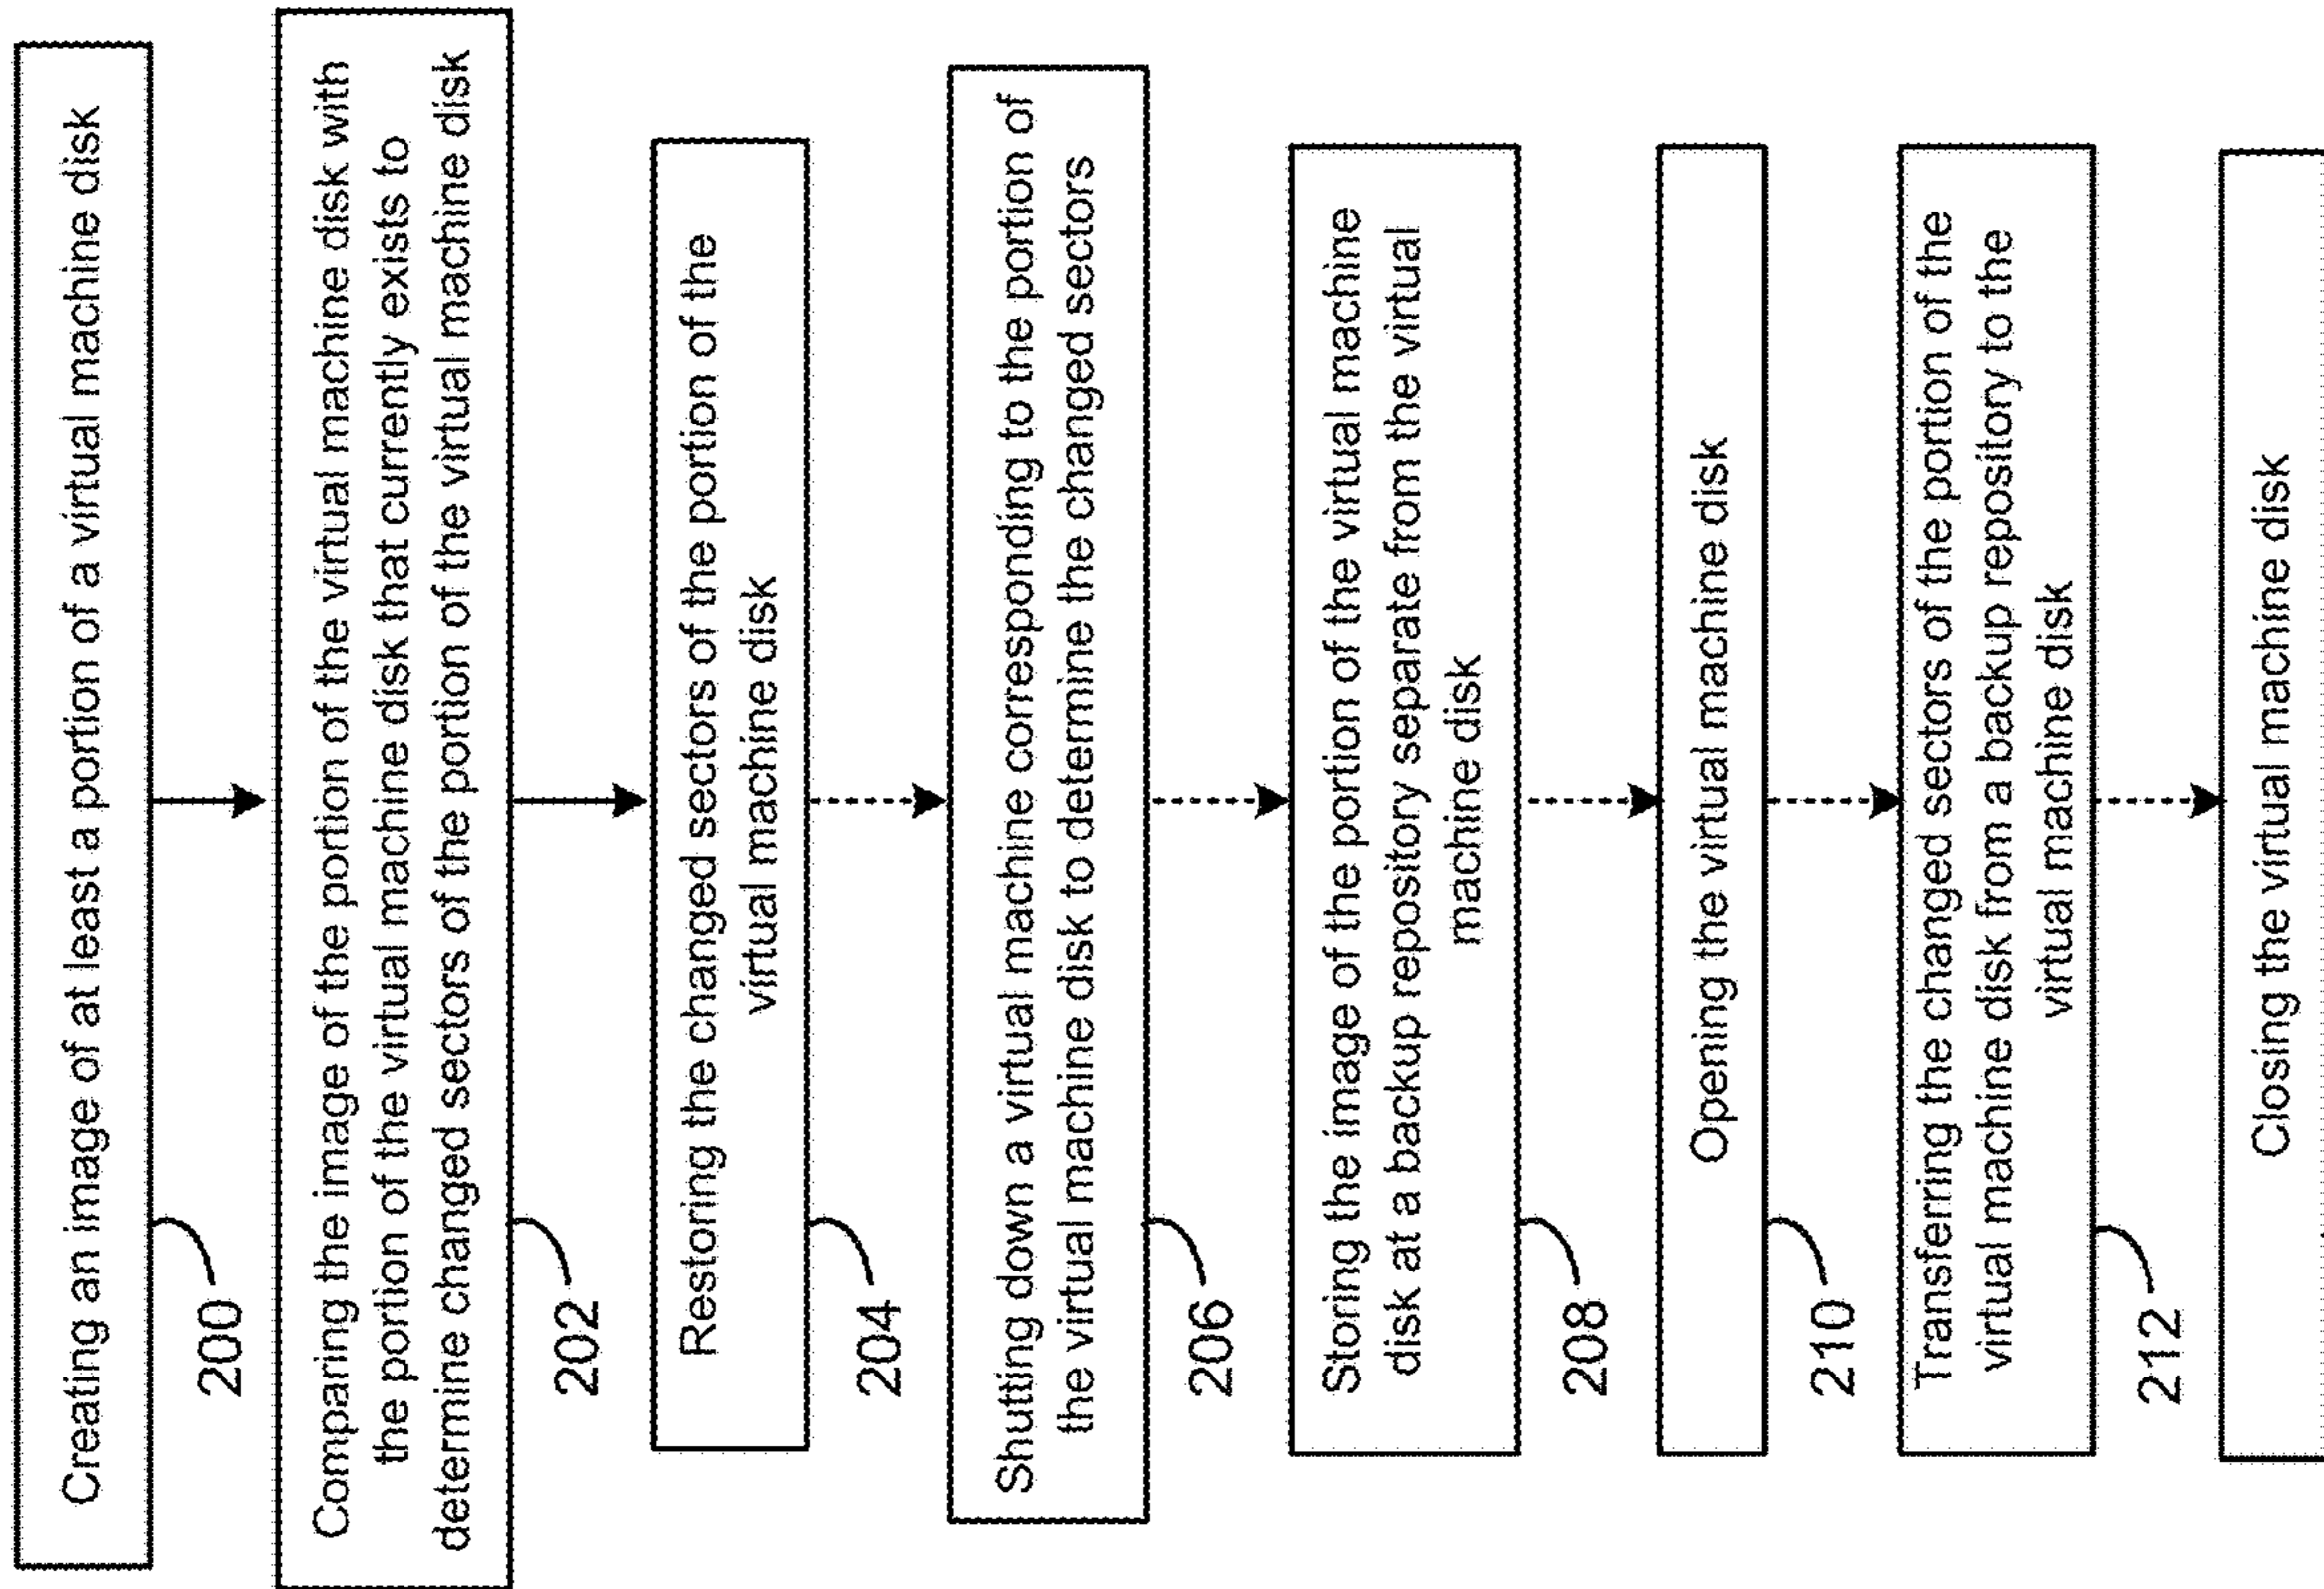 Creating an image of at least a portion of a virtual machine disk
200
Comparing the image of the portion of the virtual machine disk with
the portion of the virtual machine disk that currently exists to
determine changed sectors of the portion of the virtual machine disk
202
Restoring the changed sectors of the portion of the
virtual machine disk
204
Shutting down a virtual machine corresponding to the portion of
the virtual machine disk to determine the changed sectors
206
Storing the image of the portion of the virtual machine
disk at a backup repository separate from the virtual
machine disk
208
Opening the virtual machine disk
210
Transferring the changed sectors of the portion of the
virtual machine disk from a backup repository to the
virtual machine disk
212
Closing the virtual machine disk